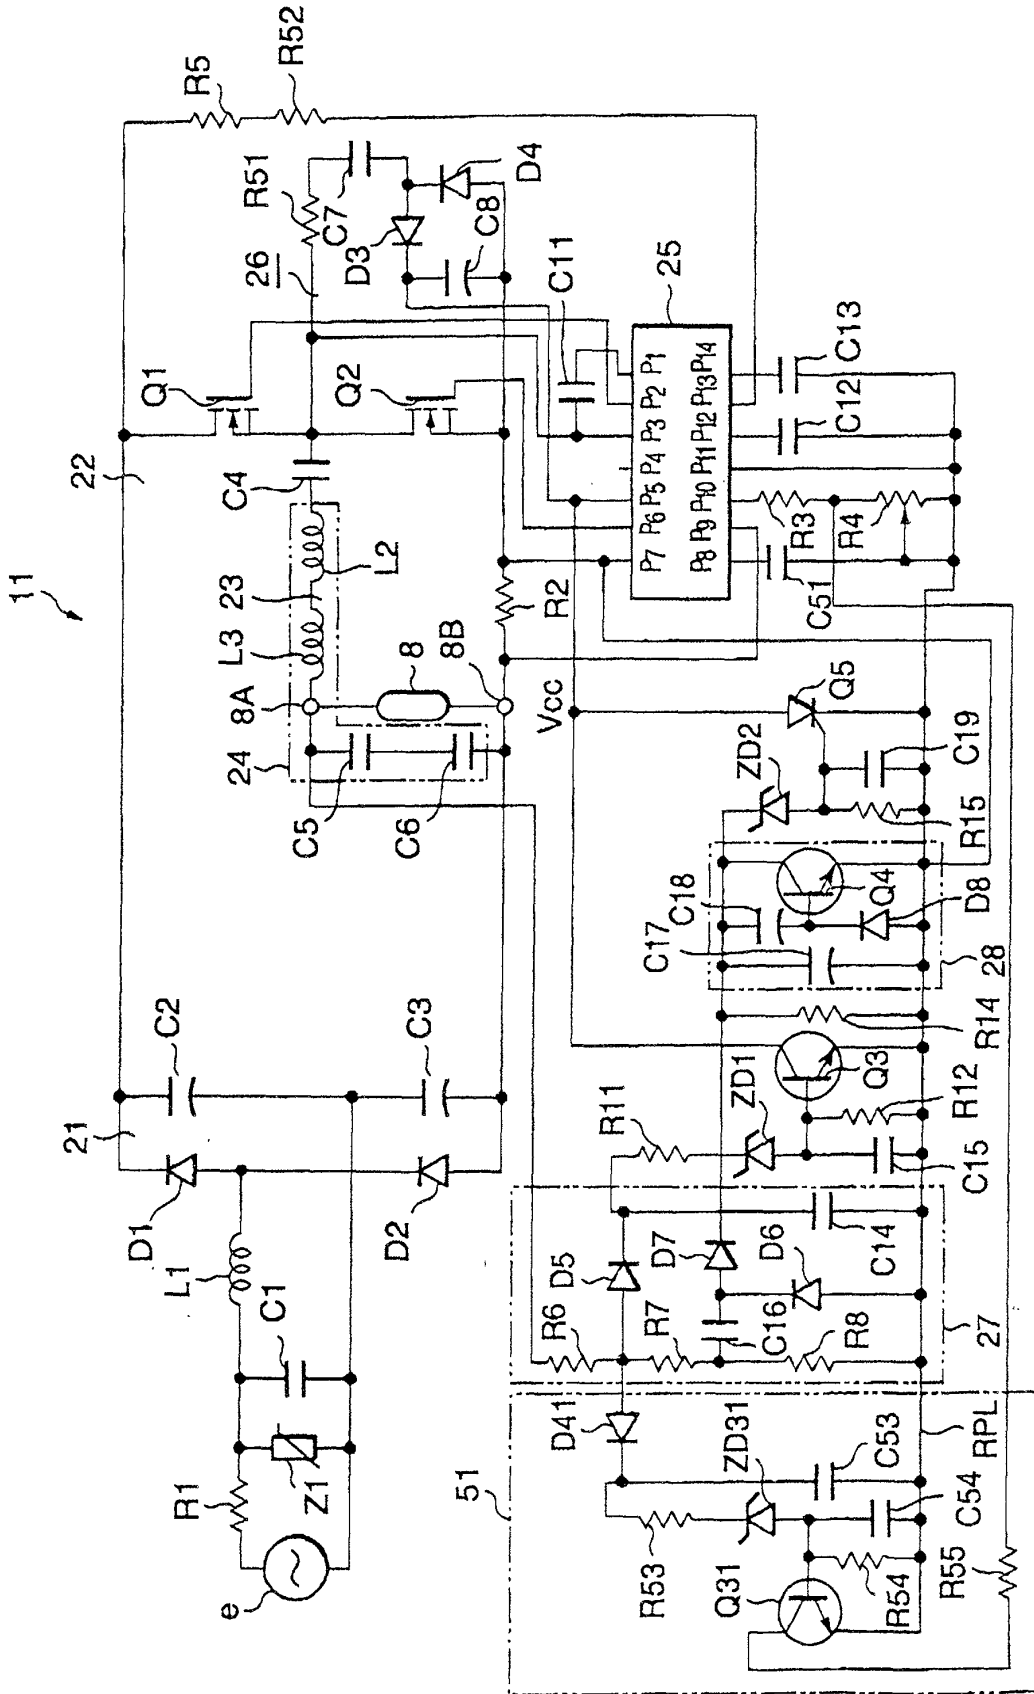 11
22
21
e
R1
Z1
C1
L1
D1
D2
C2
C3
24
C5
C6
8A
8
8B
L3
23
L2
C4
Q1
Q2
26
R51
R5
R52
C7
D3
D4
C8
C11
25
R2
Vcc
P7 P6 P5 P4 P3 P2 P1
P8 P9 P10 P11 P12 P13 P14
C51
R3
R4
C12
C13
51
D41
R53
ZD31
Q31
R54
C54
C53
R55
RPL
R6
R7
R8
D5
D7
C16
D6
C14
27
R11
ZD1
C15
R12
Q3
R14
C17
C18
Q4
D8
28
ZD2
R15
C19
Q5